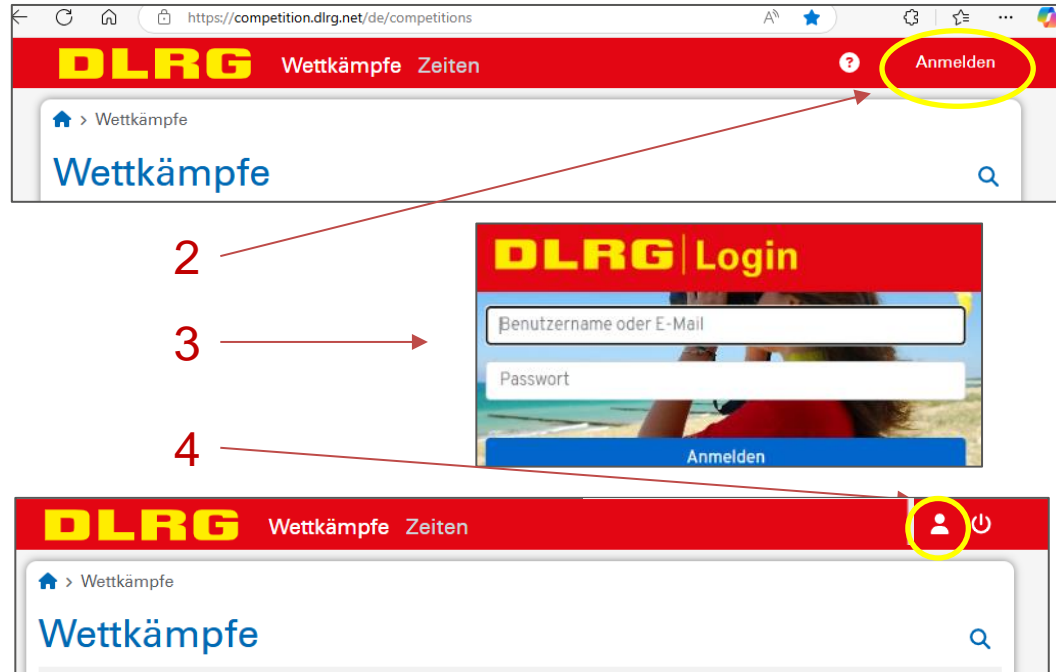 https://competition.dlrg.net/de/competitions
DLRG Wettkämpfe Zeiten ? Anmelden
> Wettkämpfe
Wettkämpfe
2
DLRG Login
3
Benutzername oder E-Mail
Passwort
4
Anmelden
DLRG Wettkämpfe Zeiten
> Wettkämpfe
Wettkämpfe